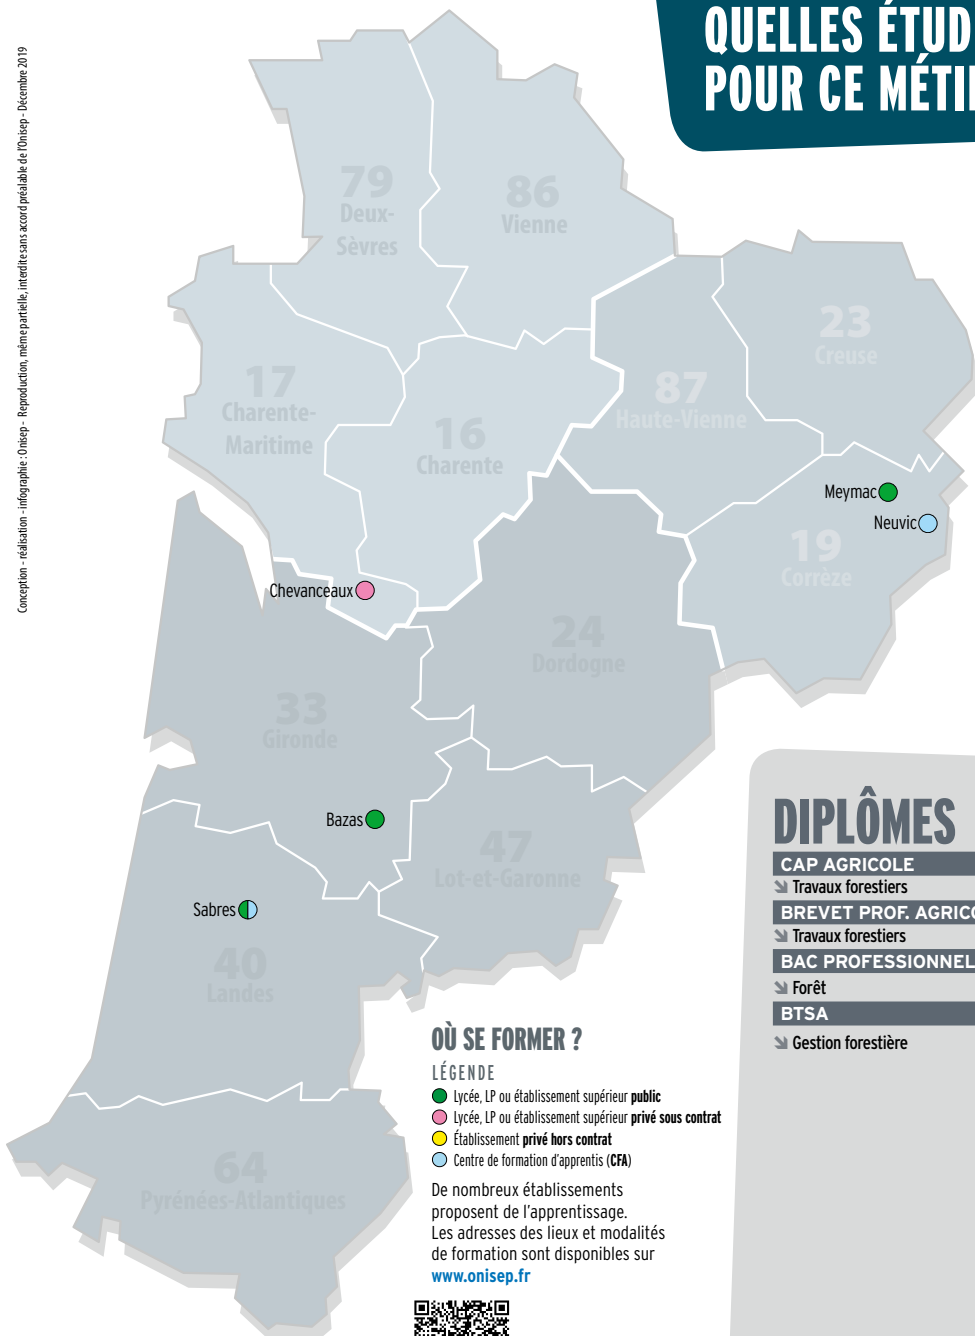 Conception - réalisation - infographie : Onisep - Reproduction, même partielle, interdite sans accord préalable de l'Onisep - Décembre 2019
QUELLES ÉTUD
POUR CE MÉTI
79
Deux-
Sèvres
86
Vienne
23
Creuse
17
Charente-
Maritime
87
Haute-Vienne
16
Charente
Meymac
Neuvic
19
Corrèze
Chevanceaux
24
Dordogne
33
Gironde
Bazas
47
Lot-et-Garonne
Sabres
40
Landes
64
Pyrénées-Atlantiques
OÙ SE FORMER ?
LÉGENDE
Lycée, LP ou établissement supérieur public
Lycée, LP ou établissement supérieur privé sous contrat
Établissement privé hors contrat
Centre de formation d'apprentis (CFA)
De nombreux établissements
proposent de l'apprentissage.
Les adresses des lieux et modalités
de formation sont disponibles sur
www.onisep.fr
DIPLÔMES
CAP AGRICOLE
Travaux forestiers
BREVET PROF. AGRICO
Travaux forestiers
BAC PROFESSIONNEL
Forêt
BTSA
Gestion forestière